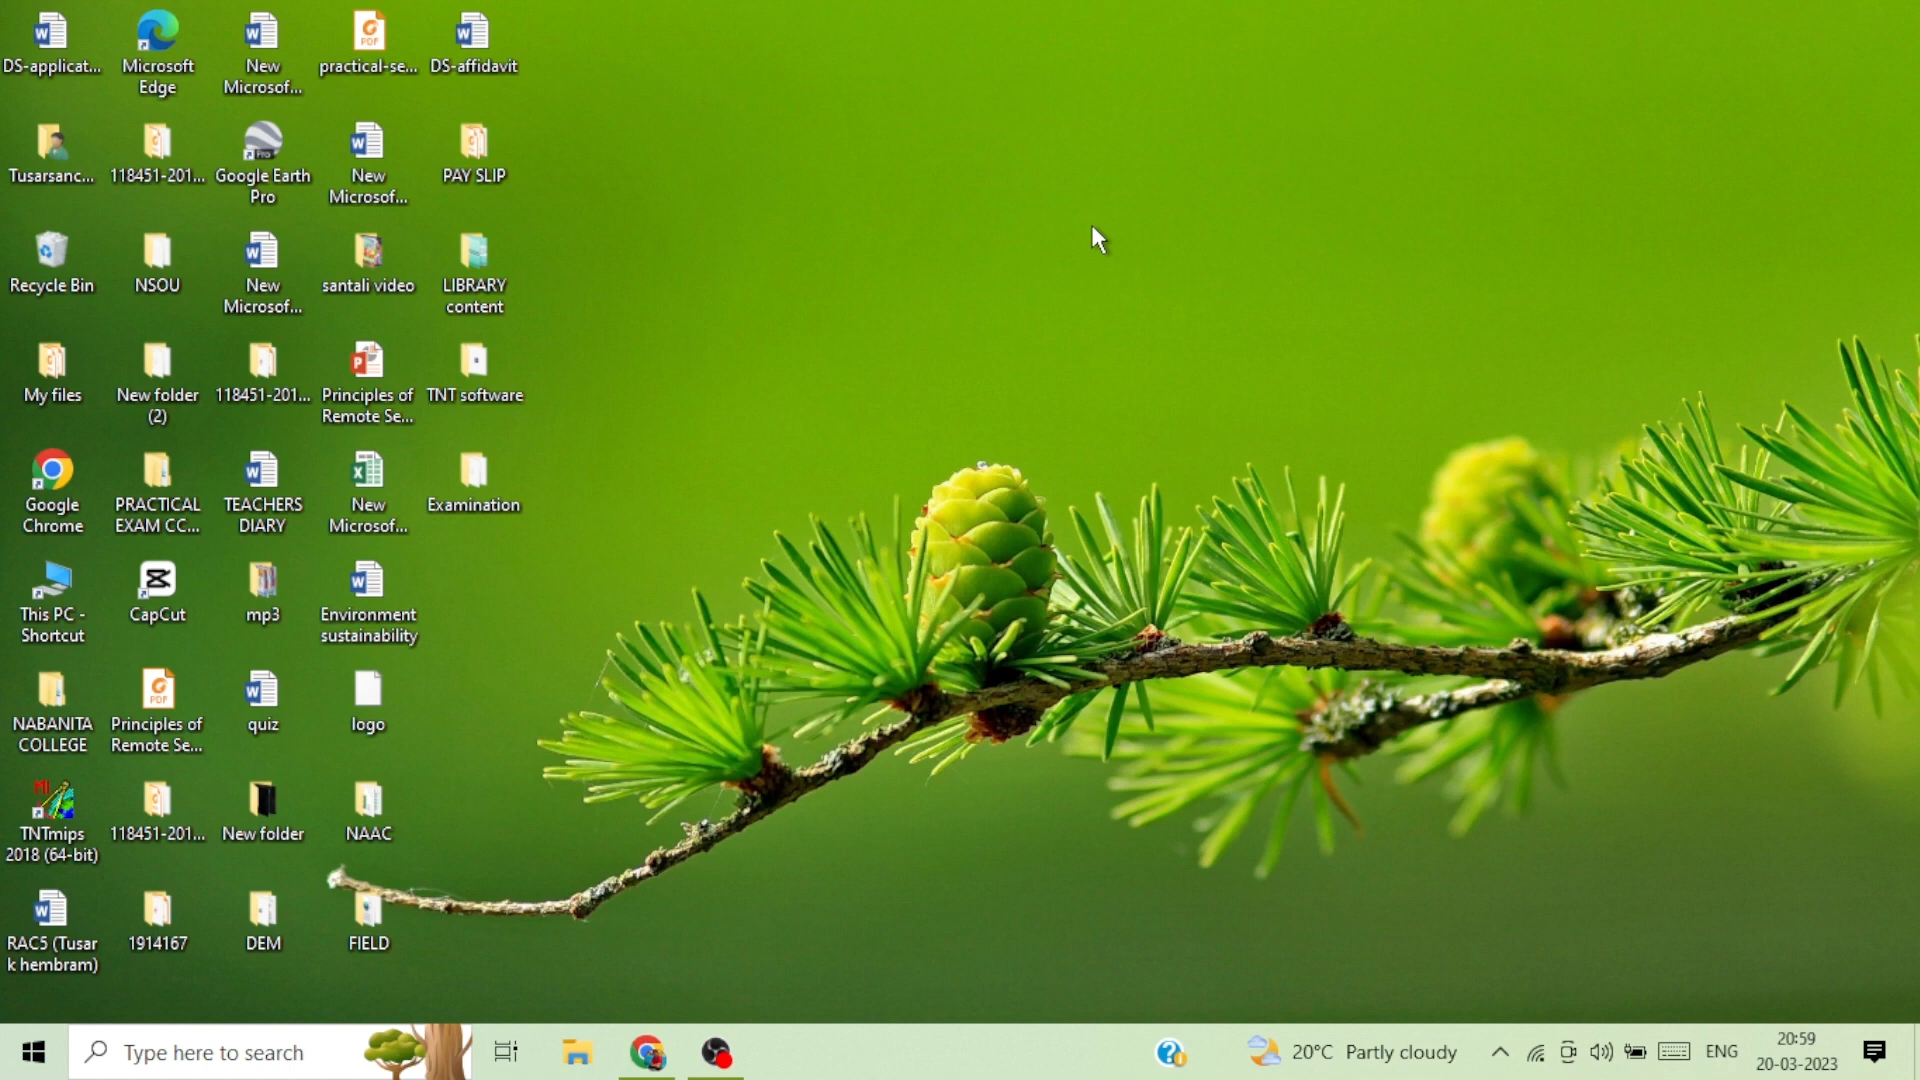 DS-applicat...
Microsoft
Edge
New
Microsof...
practical-se...
DS-affidavit
Tusarsanc...
118451-201...
Google Earth
Pro
New
Microsof...
PAY SLIP
Recycle Bin
NSOU
New
Microsof...
santali video
LIBRARY
content
My files
New folder
(2)
118451-201...
Principles of
Remote Se...
TNT software
Google
Chrome
PRACTICAL
EXAM CC...
TEACHERS
DIARY
New
Microsof...
Examination
This PC -
Shortcut
CapCut
mp3
Environment
sustainability
NABANITA
COLLEGE
Principles of
Remote Se...
quiz
logo
TNTmips
2018 (64-bit)
118451-201...
New folder
NAAC
RAC5 (Tusar
k hembram)
1914167
DEM
FIELD
Type here to search
20°C Partly cloudy
ENG
20:59
20-03-2023